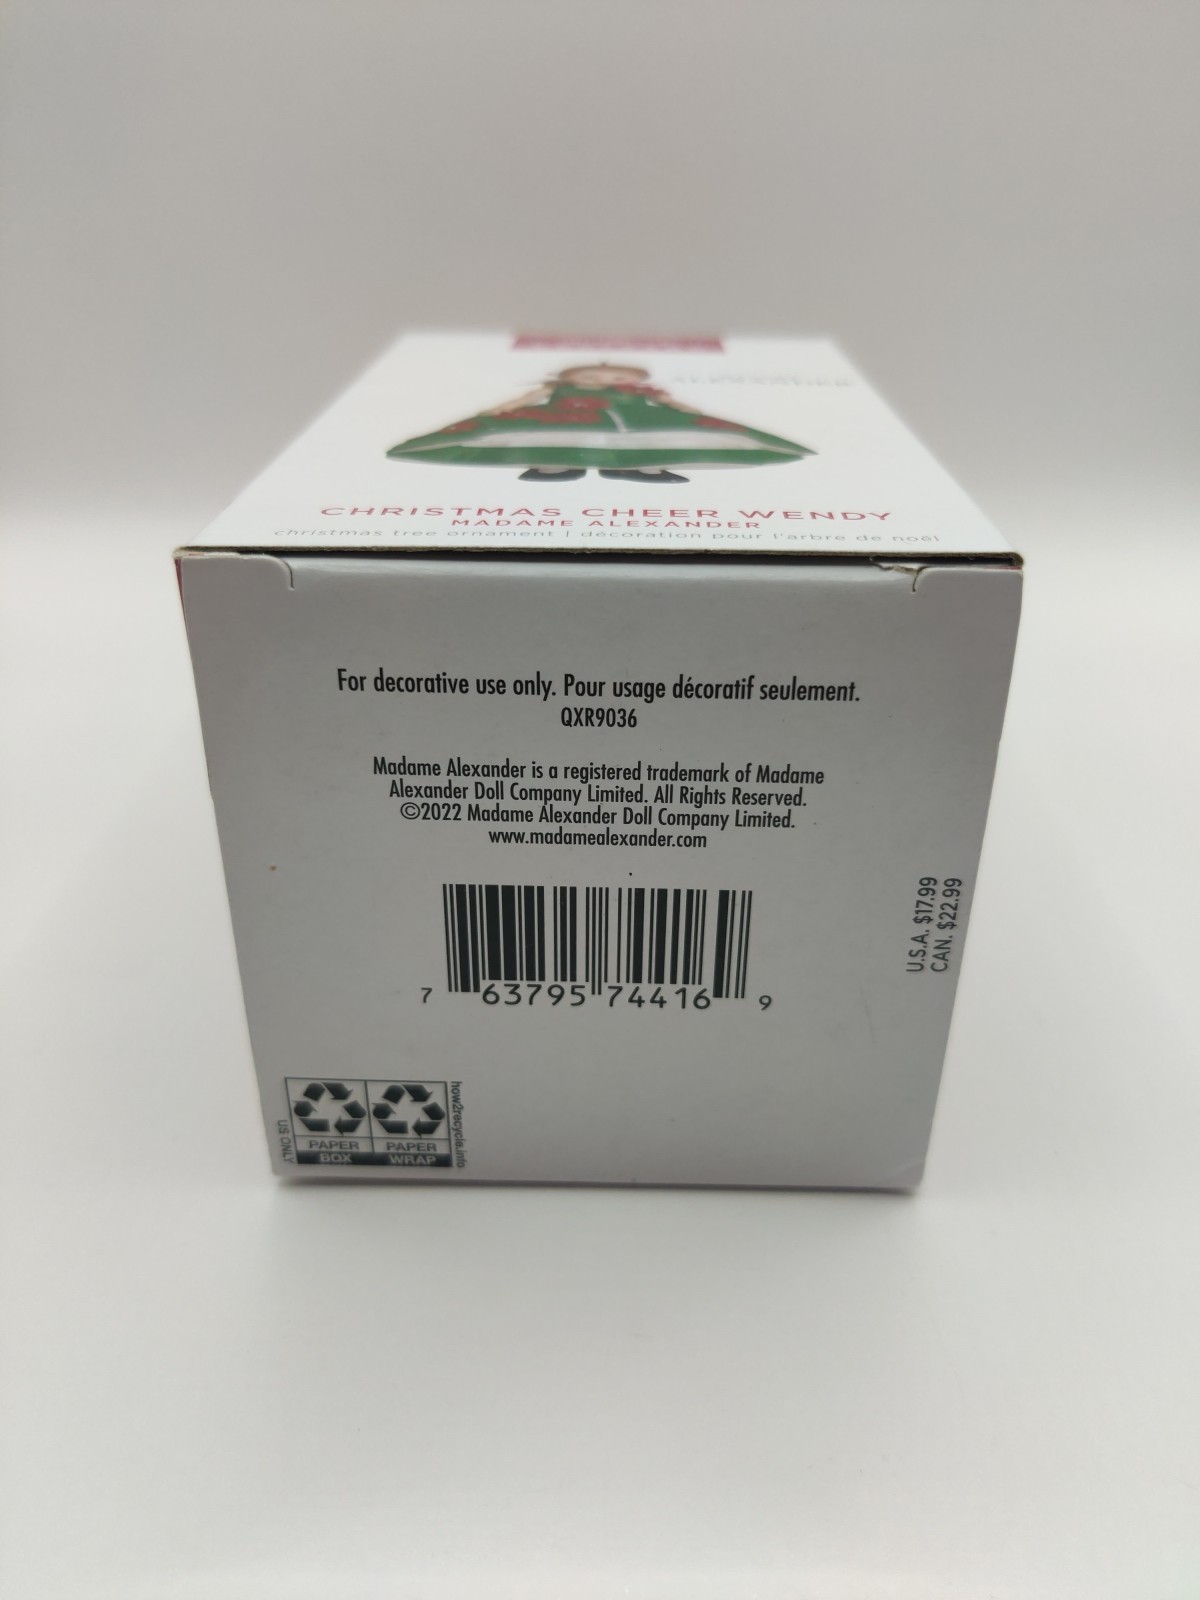 CHRISTMAS CHEER WENDY
MADAME ALEXANDER
christmas tree ornament | décoration pour l'arbre de noël
For decorative use only. Pour usage décoratif seulement.
QXR9036
Madame Alexander is a registered trademark of Madame
Alexander Doll Company Limited. All Rights Reserved.
©2022 Madame Alexander Doll Company Limited.
www.madamealexander.com
U.S.A. $17.99
CAN. $22.99
7 63795 74416 9
US ONLY
PAPER
BOX
PAPER
WRAP
how2recycle.info